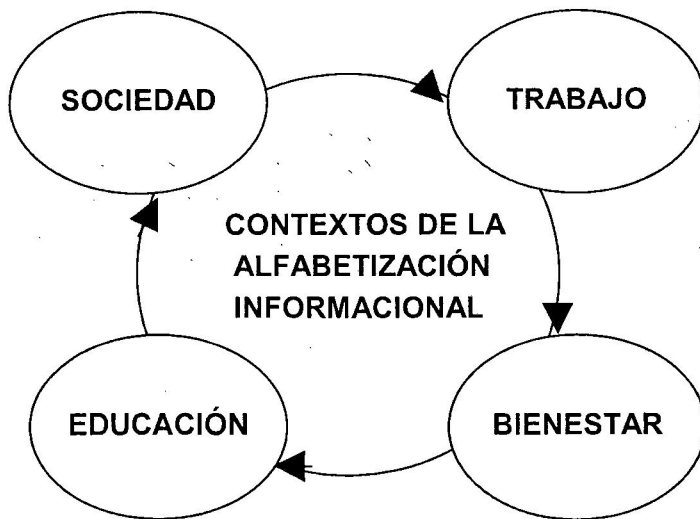 SOCIEDAD
TRABAJO
CONTEXTOS DE LA
ALFABETIZACIÓN
INFORMACIONAL
EDUCACIÓN
BIENESTAR